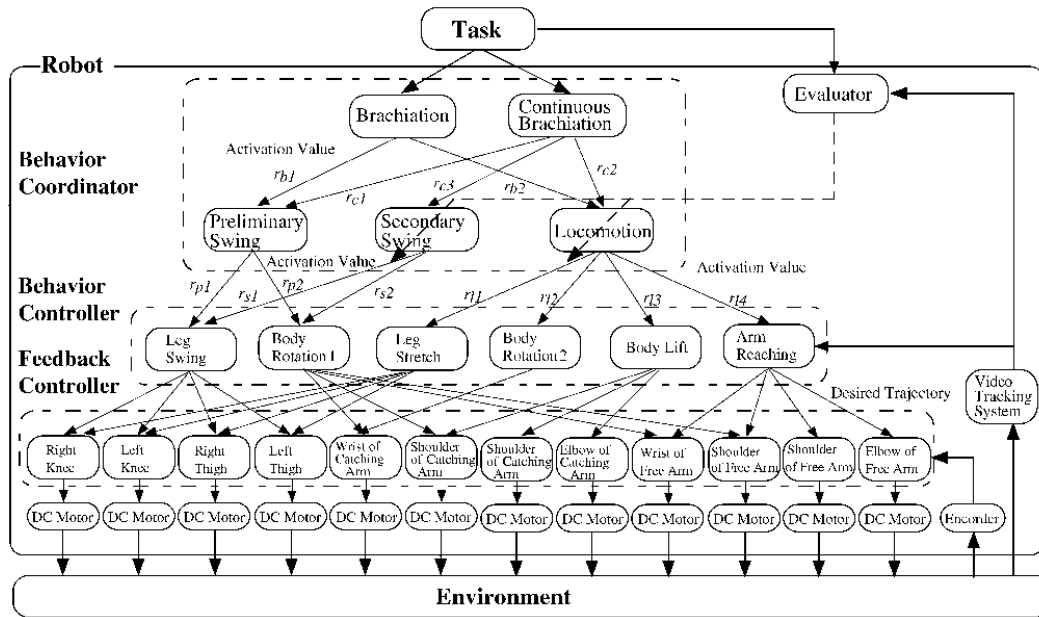 Task
Robot
Evaluator
Brachiation
Continuous
Brachiation
Behavior
Coordinator
Activation Value
rb1
rc1
rc3
rb2
rc2
Preliminary
Swing
Secondary
Swing
Locomotion
Activation Value
Activation Value
Behavior
Controller
rp1
rs1
rp2
rs2
rl1
rl2
rl3
rl4
Leg
Swing
Body
Rotation 1
Leg
Stretch
Body
Rotation 2
Body Lift
Arm
Reaching
Feedback
Controller
Desired Trajectory
Video
Tracking
System
Right
Knee
Left
Knee
Right
Thigh
Left
Thigh
Wrist of
Catching
Arm
Shoulder
of Catching
Arm
Shoulder
of Catching
Arm
Elbow of
Catching
Arm
Wrist of
Free Arm
Shoulder
of Free Arm
Shoulder
of Free Arm
Elbow of
Free Arm
DC Motor
DC Motor
DC Motor
DC Motor
DC Motor
DC Motor
DC Motor
DC Motor
DC Motor
DC Motor
DC Motor
DC Motor
Encorder
Environment